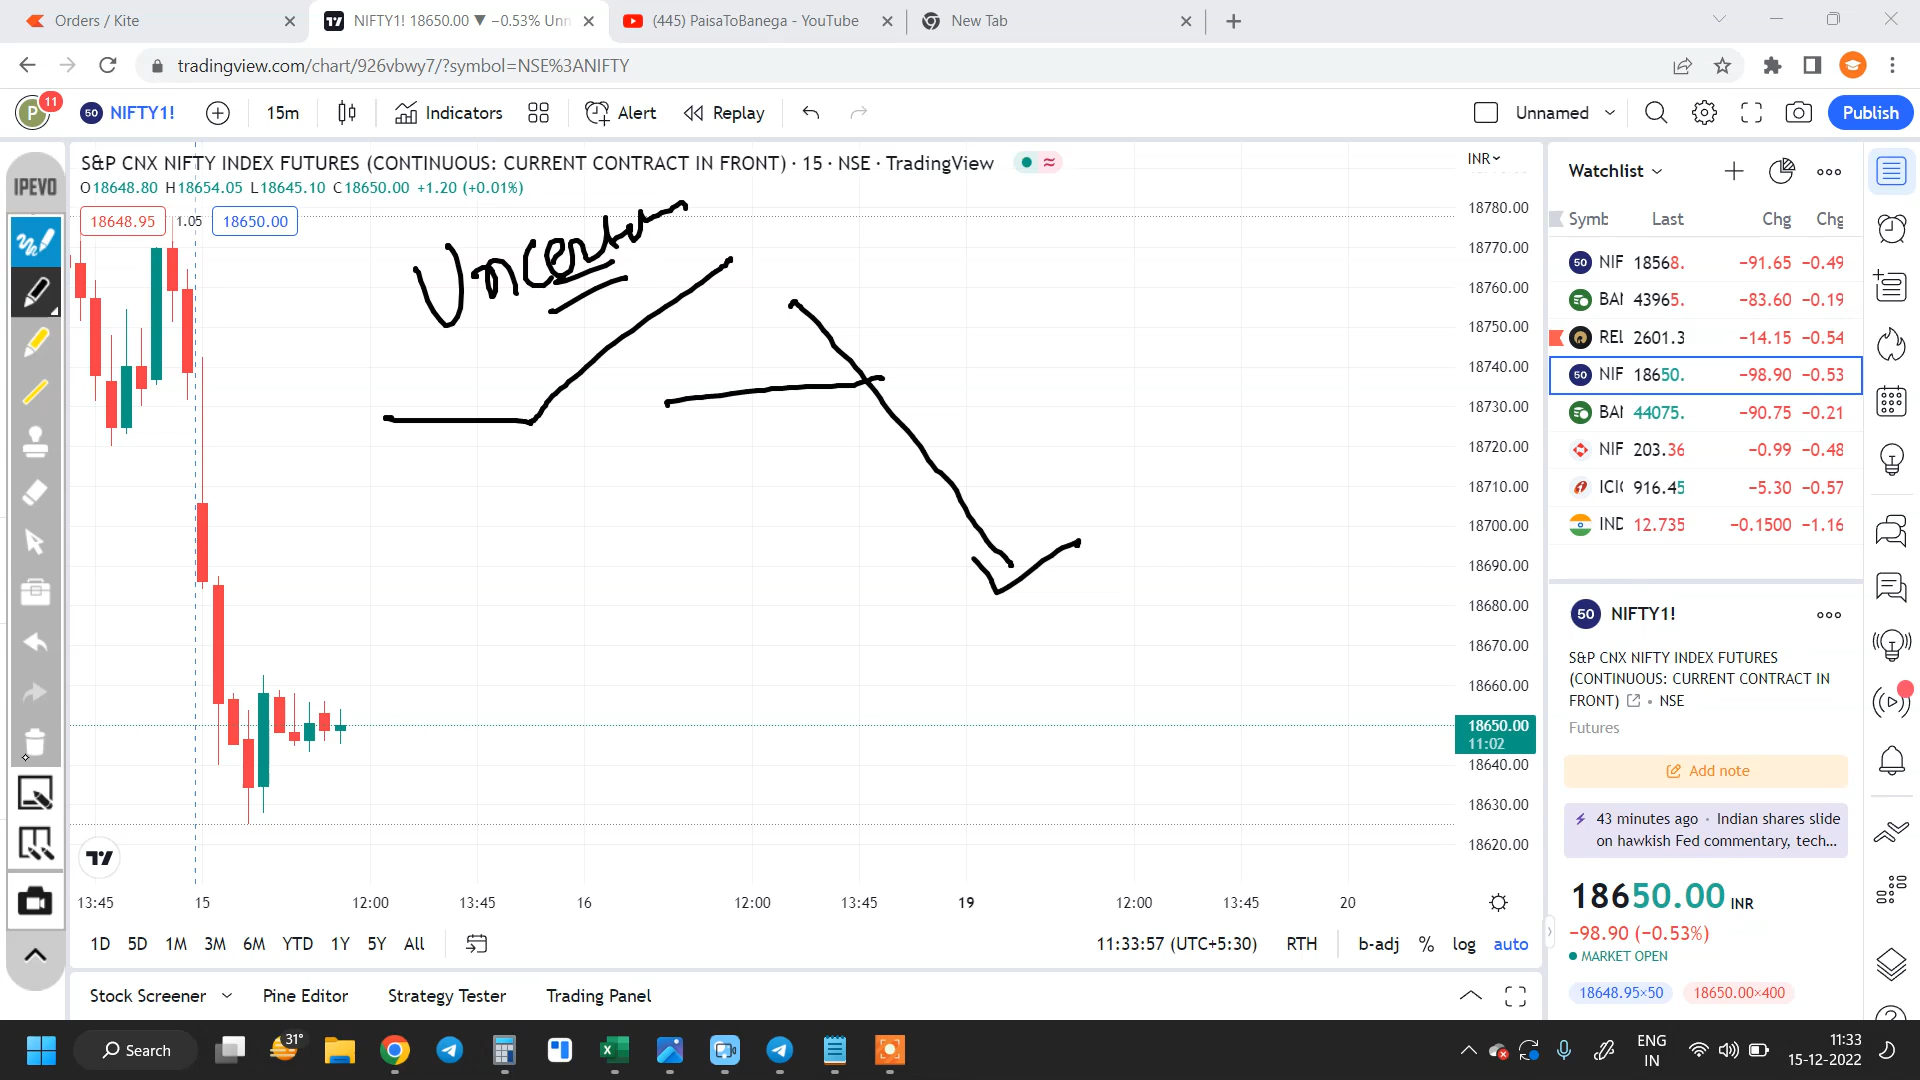 Orders / Kite
NIFTY1! 18650.00 ▼ −0.53% Unn
(445) PaisaToBanega - YouTube
New Tab
tradingview.com/chart/926vbwy7/?symbol=NSE%3ANIFTY
P 11
50 NIFTY1!
15m
Indicators
Alert
Replay
Unnamed
Publish
IPEVO
S&P CNX NIFTY INDEX FUTURES (CONTINUOUS: CURRENT CONTRACT IN FRONT) · 15 · NSE · TradingView
O18648.80 H18654.05 L18645.10 C18650.00 +1.20 (+0.01%)
18648.95 1.05 18650.00
INR
18780.00
18770.00
18760.00
18750.00
18740.00
18730.00
18720.00
18710.00
18700.00
18690.00
18680.00
18670.00
18660.00
18650.00
11:02
18640.00
18630.00
18620.00
13:45 15 12:00 13:45 16 12:00 13:45 19 12:00 13:45 20
1D 5D 1M 3M 6M YTD 1Y 5Y All
11:33:57 (UTC+5:30) RTH b-adj % log auto
Stock Screener Pine Editor Strategy Tester Trading Panel
Watchlist
Symb Last Chg Chg
50 NIF 18568. −91.65 −0.49
BAI 43965. −83.60 −0.19
REL 2601.3 −14.15 −0.54
50 NIF 18650. −98.90 −0.53
BAI 44075. −90.75 −0.21
NIF 203.36 −0.99 −0.48
ICI 916.45 −5.30 −0.57
IND 12.735 −0.1500 −1.16
50 NIFTY1!
S&P CNX NIFTY INDEX FUTURES
(CONTINUOUS: CURRENT CONTRACT IN
FRONT) • NSE
Futures
Add note
43 minutes ago · Indian shares slide
on hawkish Fed commentary, tech...
18650.00 INR
−98.90 (−0.53%)
MARKET OPEN
18648.95×50 18650.00×400
Search
31°
ENG
IN
11:33
15-12-2022